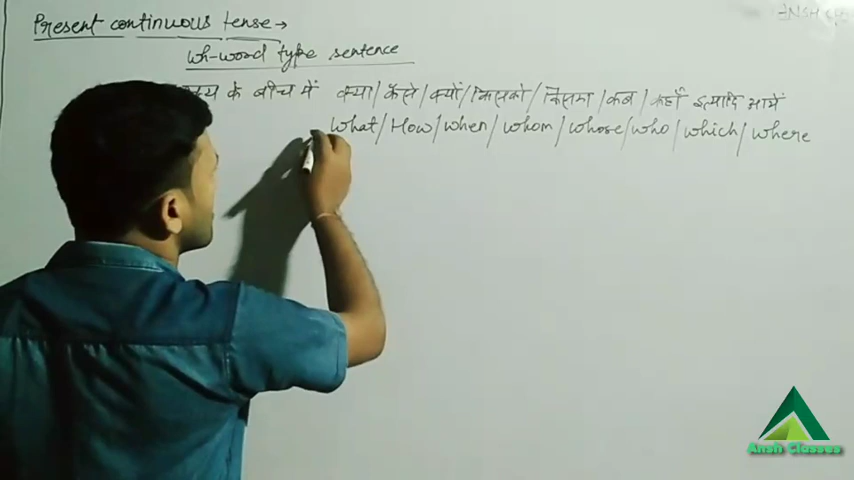 Present continuous tense→
wh-word type sentence
के बीच में क्या/कैसे/क्यों/किसको/किसका/कब/कहाँ इत्यादि आये
what/How/when/whom/whose/who/which/where
Ansh Classes